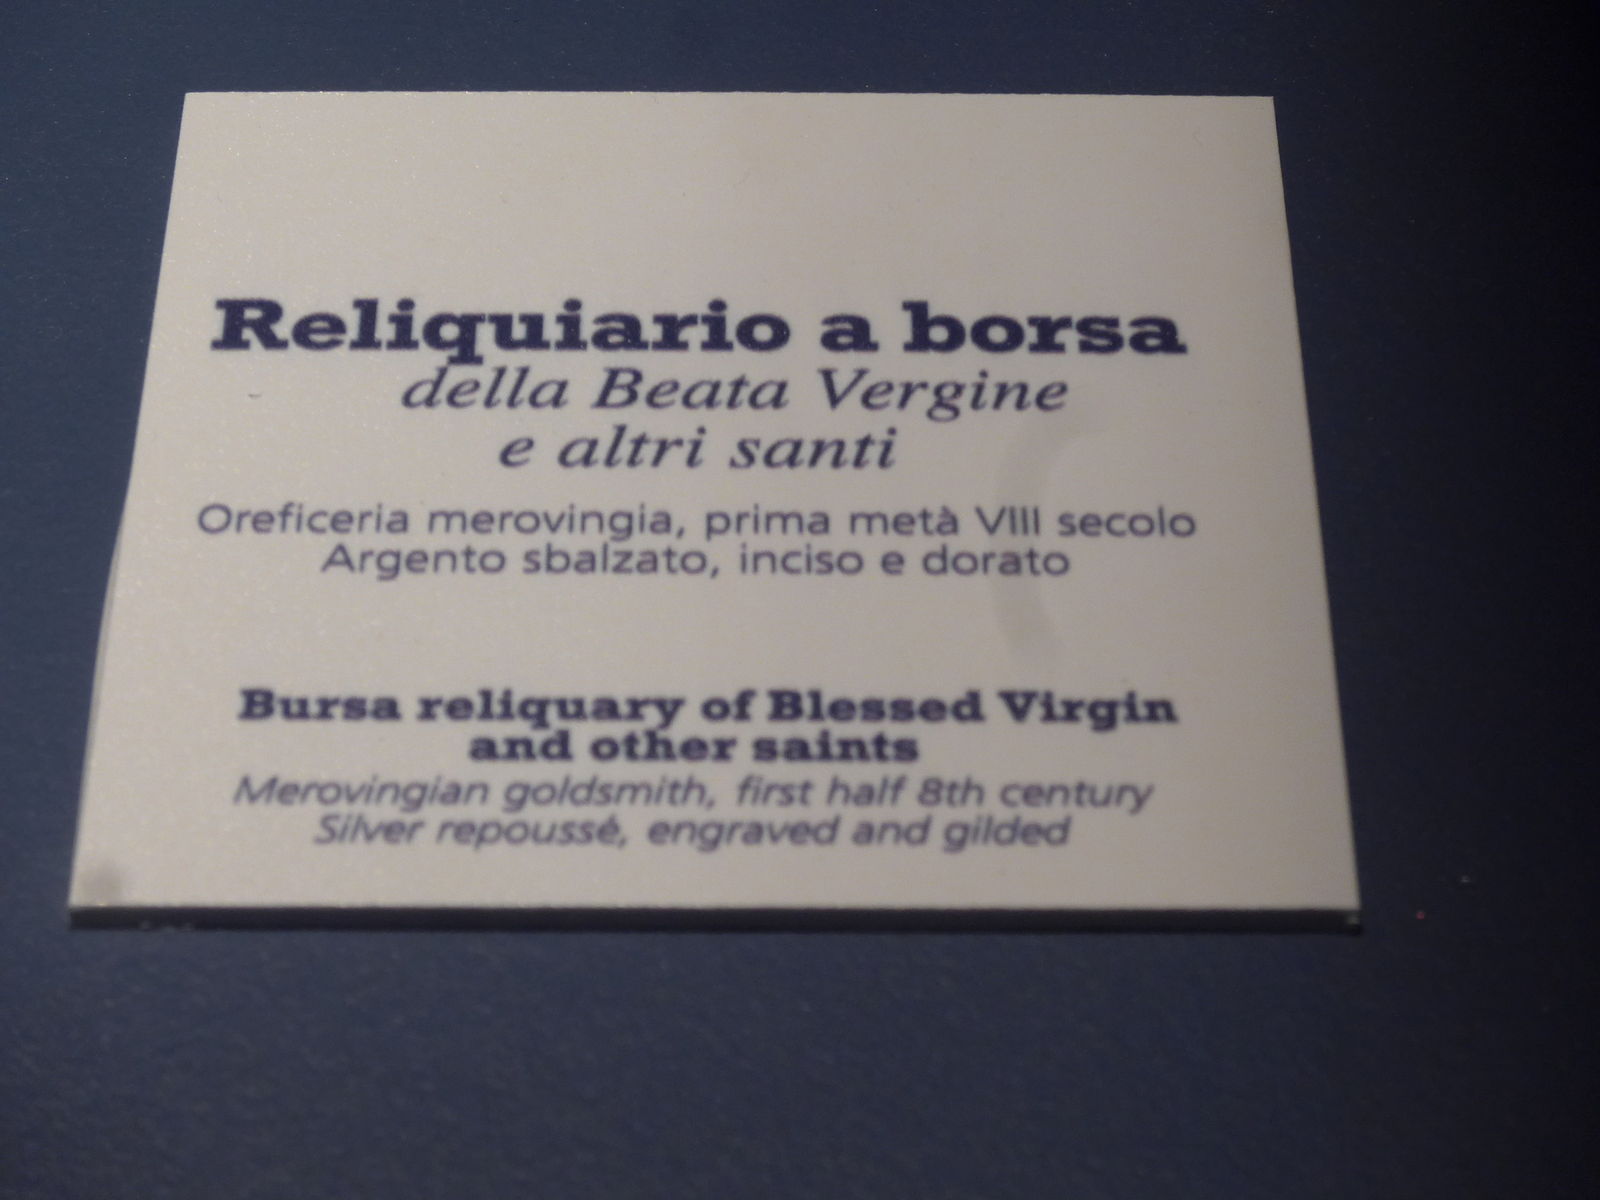 Reliquiario a borsa
della Beata Vergine
e altri santi
Oreficeria merovingia, prima metà VIII secolo
Argento sbalzato, inciso e dorato
Bursa reliquary of Blessed Virgin
and other saints
Merovingian goldsmith, first half 8th century
Silver repoussé, engraved and gilded